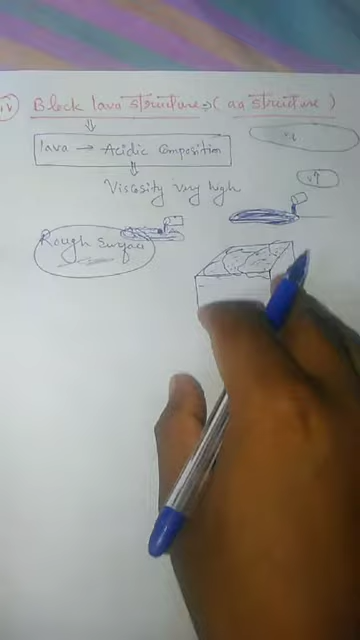 iv) Block lava structure → (aa structure)
lava → Acidic Composition
Viscosity very high
v↓
v↑
Rough Surface